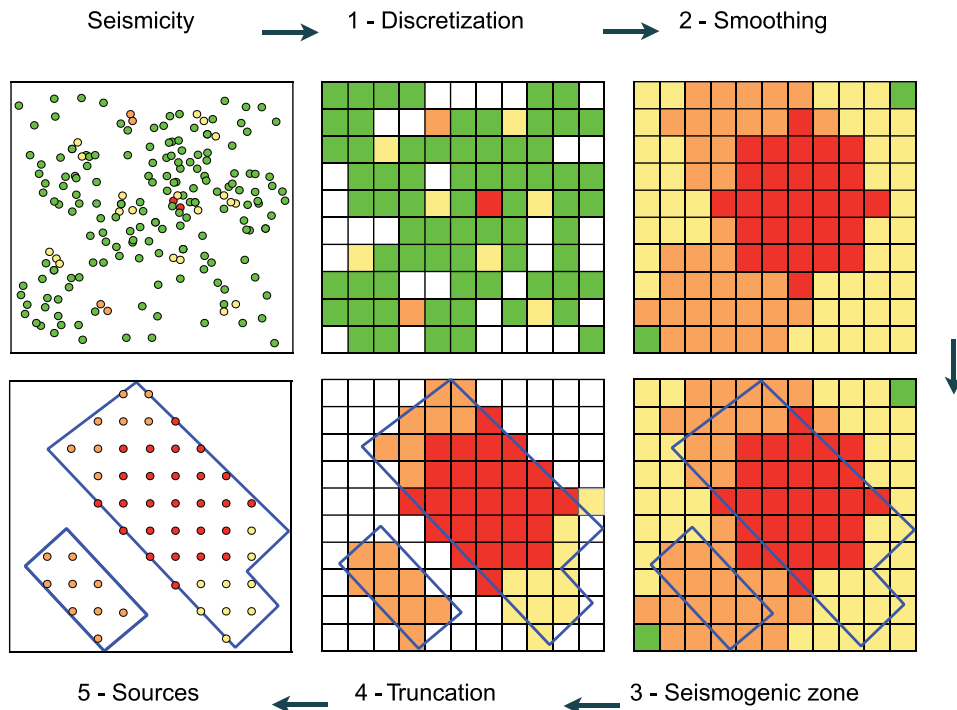 Seismicity
1 - Discretization
2 - Smoothing
5 - Sources
4 - Truncation
3 - Seismogenic zone